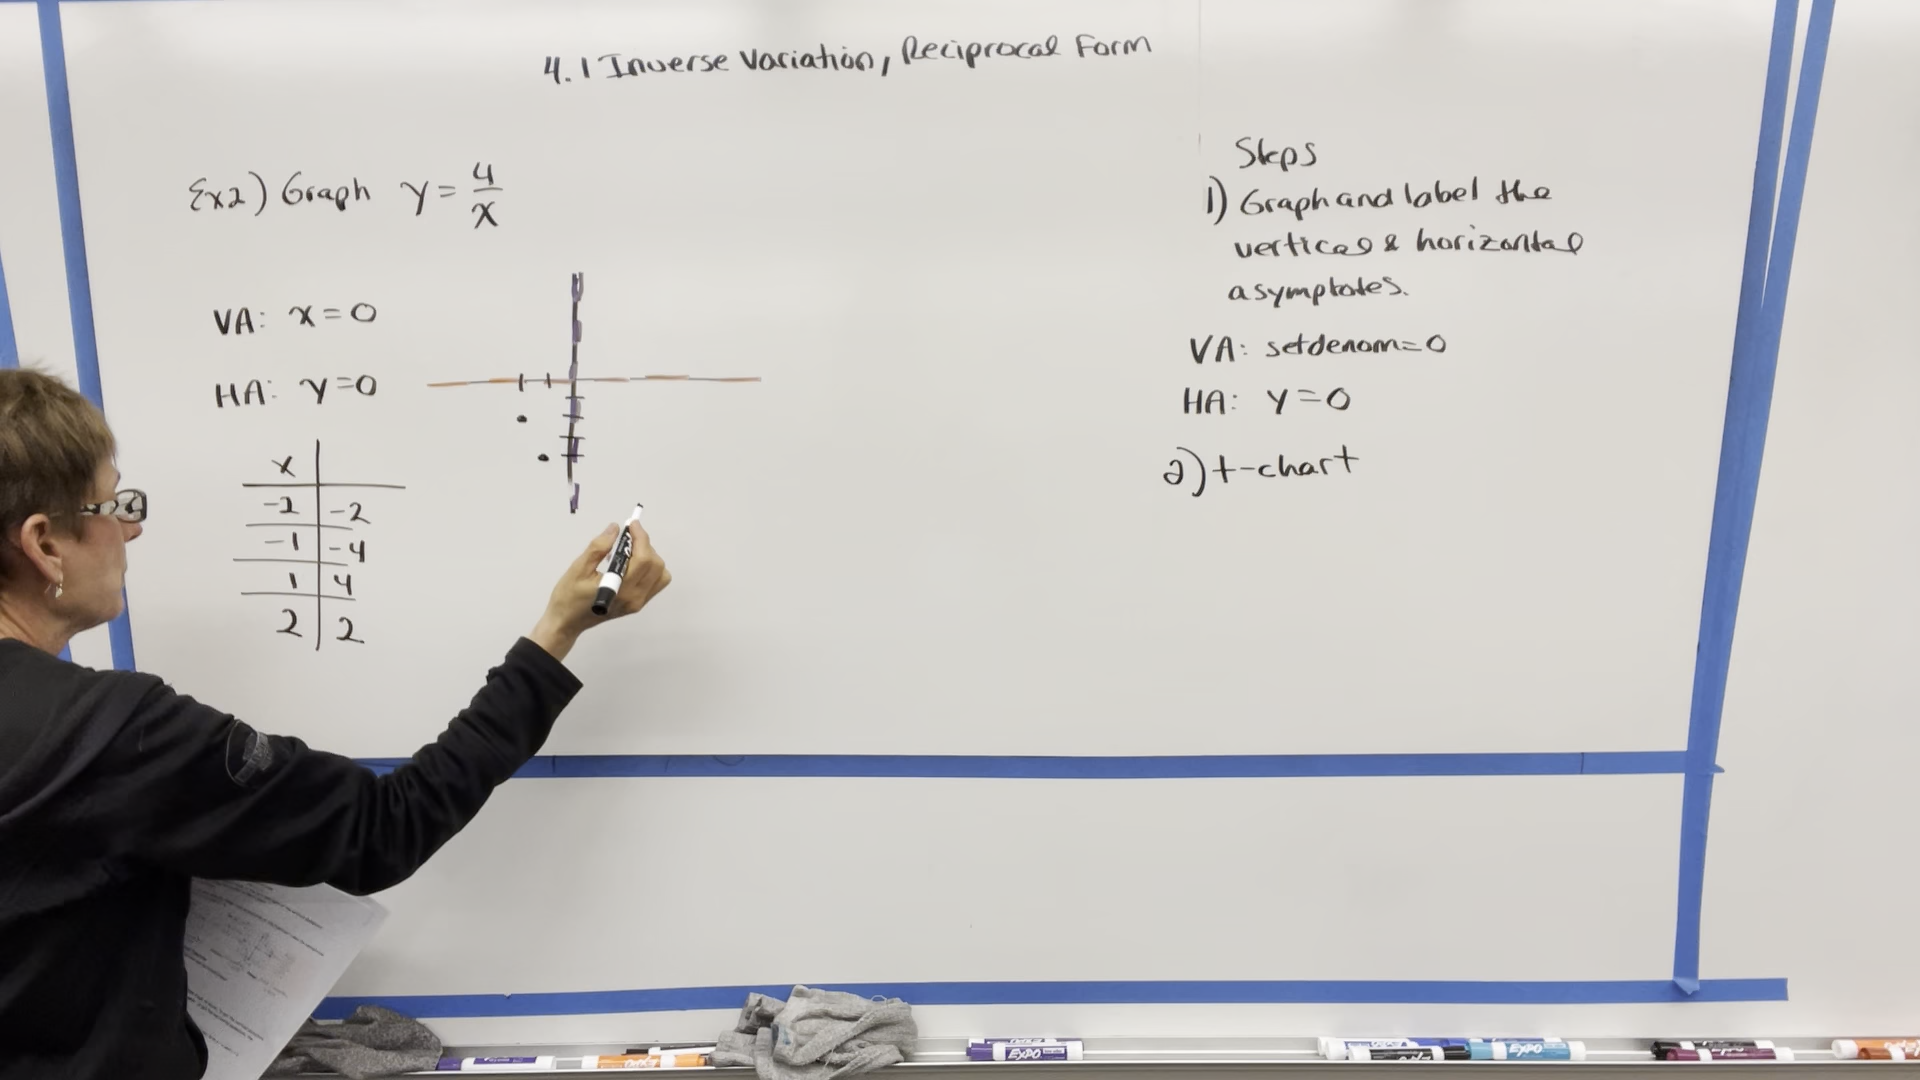 4.1 Inverse Variation, Reciprocal Form
Ex2) Graph y = 4/x
VA: x = 0
HA: y = 0
x
-2 -2
-1 -4
1 4
2 2
Steps
1) Graph and label the
vertical & horizontal
asymptotes.
VA: set denom = 0
HA: y = 0
2) t-chart
EXPO
EXPO